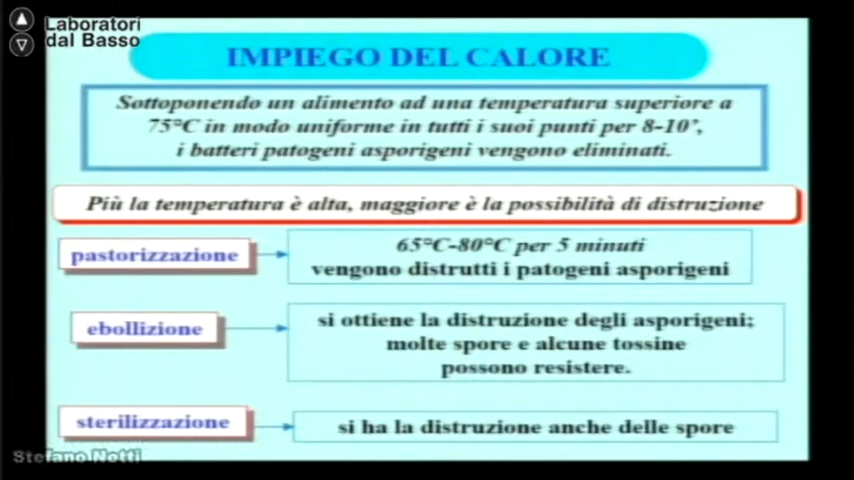 Laboratori
dal Basso
IMPIEGO DEL CALORE
Sottoponendo un alimento ad una temperatura superiore a
75°C in modo uniforme in tutti i suoi punti per 8-10’,
i batteri patogeni asporigeni vengono eliminati.
Più la temperatura è alta, maggiore è la possibilità di distruzione
pastorizzazione
65°C-80°C per 5 minuti
vengono distrutti i patogeni asporigeni
ebollizione
si ottiene la distruzione degli asporigeni;
molte spore e alcune tossine
possono resistere.
sterilizzazione
si ha la distruzione anche delle spore
Stefano Netti